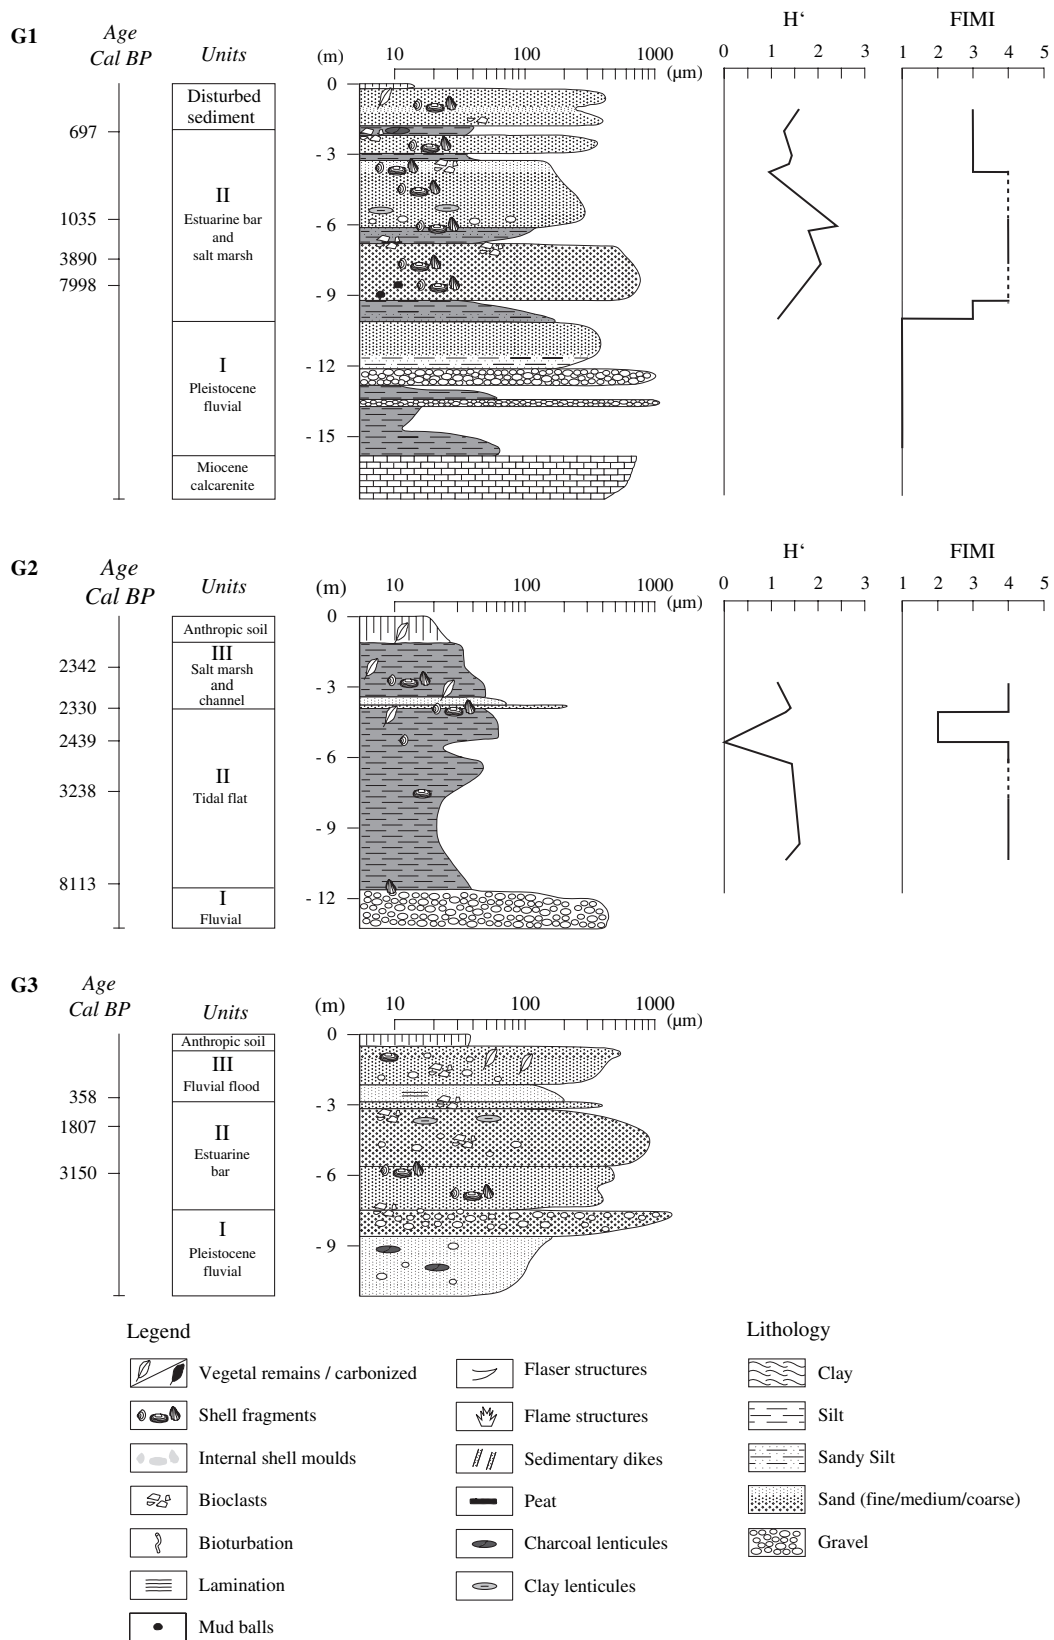 G1
Age
Cal BP
Units
(m)
10
100
1000
(μm)
H‘
0 1 2 3
FIMI
1 2 3 4 5
Disturbed
sediment
697
II
Estuarine bar
and
salt marsh
1035
3890
7998
I
Pleistocene
fluvial
Miocene
calcarenite
0
- 3
- 6
- 9
- 12
- 15
G2
Age
Cal BP
Units
(m)
10
100
1000
(μm)
H‘
0 1 2 3
FIMI
1 2 3 4 5
Anthropic soil
III
Salt marsh
and
channel
2342
2330
2439
II
Tidal flat
3238
8113
I
Fluvial
0
- 3
- 6
- 9
- 12
G3
Age
Cal BP
Units
(m)
10
100
1000
(μm)
Anthropic soil
III
Fluvial flood
358
1807
II
Estuarine
bar
3150
I
Pleistocene
fluvial
0
- 3
- 6
- 9
Legend
Vegetal remains / carbonized
Shell fragments
Internal shell moulds
Bioclasts
Bioturbation
Lamination
Mud balls
Flaser structures
Flame structures
Sedimentary dikes
Peat
Charcoal lenticules
Clay lenticules
Lithology
Clay
Silt
Sandy Silt
Sand (fine/medium/coarse)
Gravel